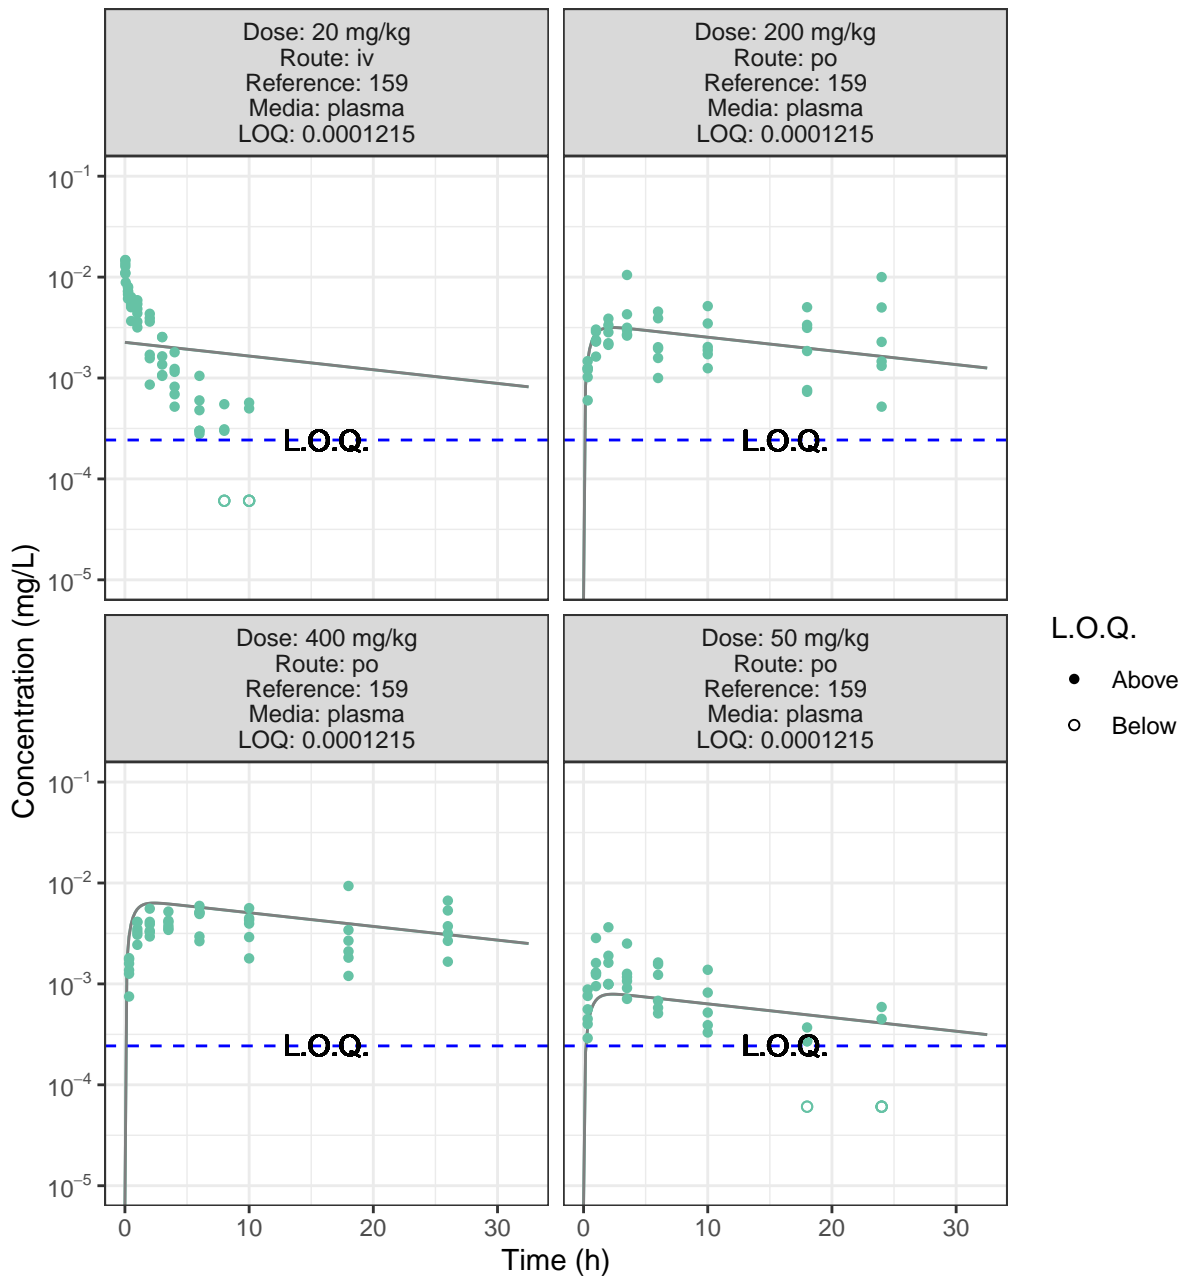 Dose: 20 mg/kg
Route: iv
Reference: 159
Media: plasma
LOQ: 0.0001215
Dose: 200 mg/kg
Route: po
Reference: 159
Media: plasma
LOQ: 0.0001215
10⁻¹
10⁻²
10⁻³
10⁻⁴
10⁻⁵
L.O.Q.
L.O.Q.
Dose: 400 mg/kg
Route: po
Reference: 159
Media: plasma
LOQ: 0.0001215
Dose: 50 mg/kg
Route: po
Reference: 159
Media: plasma
LOQ: 0.0001215
10⁻¹
10⁻²
10⁻³
10⁻⁴
10⁻⁵
L.O.Q.
L.O.Q.
0 10 20 30
0 10 20 30
Time (h)
Concentration (mg/L)
L.O.Q.
Above
Below